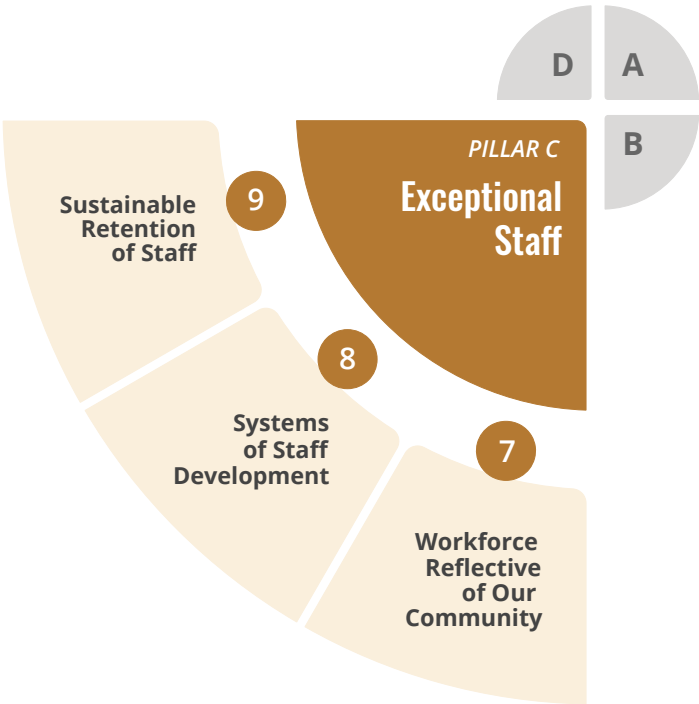 D
A
B
PILLAR C
Exceptional
Staff
9
Sustainable
Retention
of Staff
8
Systems
of Staff
Development
7
Workforce
Reflective
of Our
Community